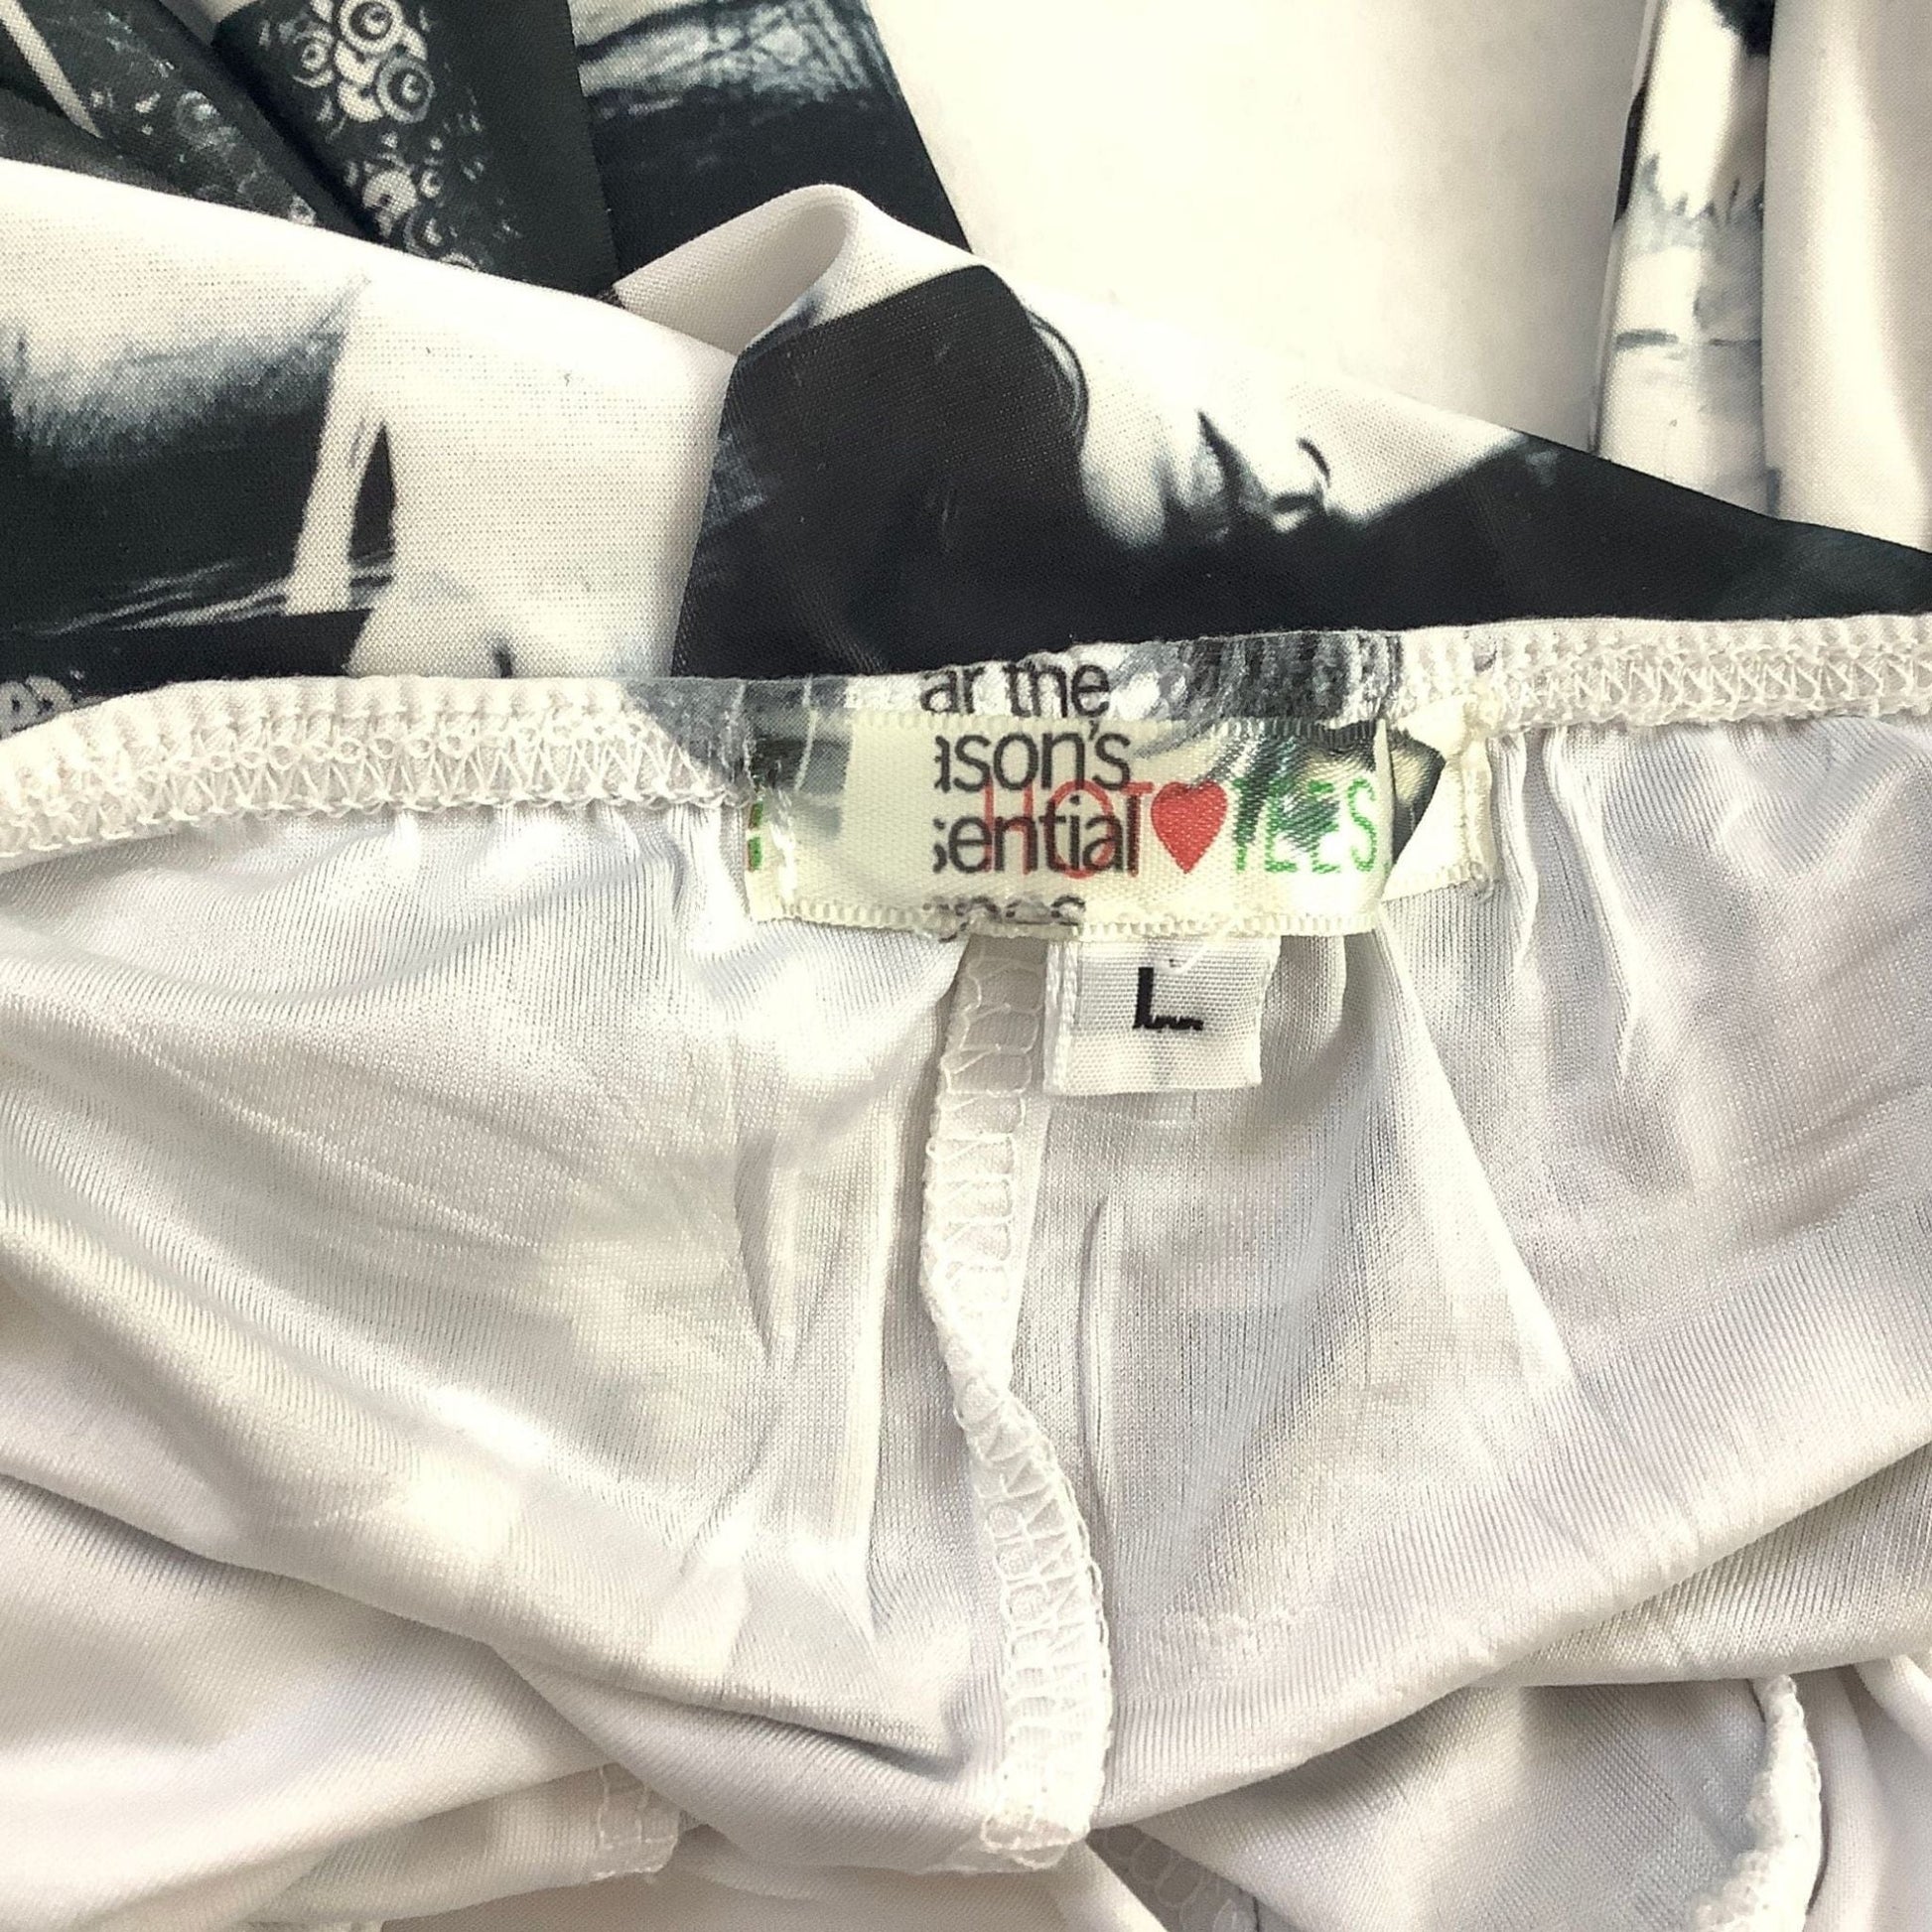 ar the
ason's
sential
HOT♥TEES
L